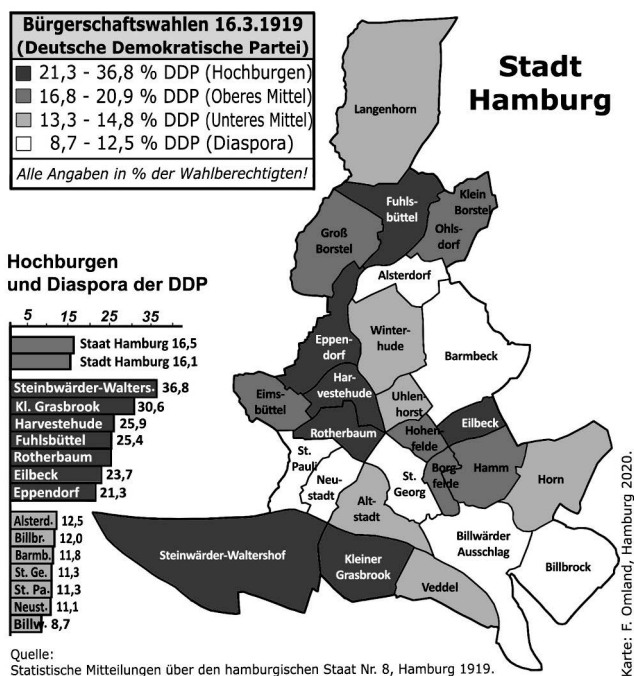 Bürgerschaftswahlen 16.3.1919
(Deutsche Demokratische Partei)
21,3 - 36,8 % DDP (Hochburgen)
16,8 - 20,9 % DDP (Oberes Mittel)
13,3 - 14,8 % DDP (Unteres Mittel)
8,7 - 12,5 % DDP (Diaspora)
Alle Angaben in % der Wahlberechtigten!
Stadt
Hamburg
Langenhorn
Fuhls-
büttel
Klein
Borstel
Ohls-
dorf
Groß
Borstel
Alsterdorf
Eppen-
dorf
Winter-
hude
Barmbeck
Har-
vestehude
Eims-
büttel
Uhlen-
horst
Rotherbaum
Hohen-
felde
Eilbeck
St.
Pauli
Neu-
stadt
St.
Georg
Borg-
felde
Hamm
Horn
Alt-
stadt
Billwärder
Ausschlag
Billbrock
Steinwärder-Waltershof
Kleiner
Grasbrook
Veddel
Hochburgen
und Diaspora der DDP
5 15 25 35
Staat Hamburg 16,5
Stadt Hamburg 16,1
Steinbwärder-Walters. 36,8
Kl. Grasbrook 30,6
Harvestehude 25,9
Fuhlsbüttel 25,4
Rotherbaum
Eilbeck 23,7
Eppendorf 21,3
Alsterd. 12,5
Billbr. 12,0
Barmb. 11,8
St. Ge. 11,3
St. Pa. 11,3
Neust. 11,1
Billw. 8,7
Quelle:
Statistische Mitteilungen über den hamburgischen Staat Nr. 8, Hamburg 1919.
Karte: F. Omland, Hamburg 2020.